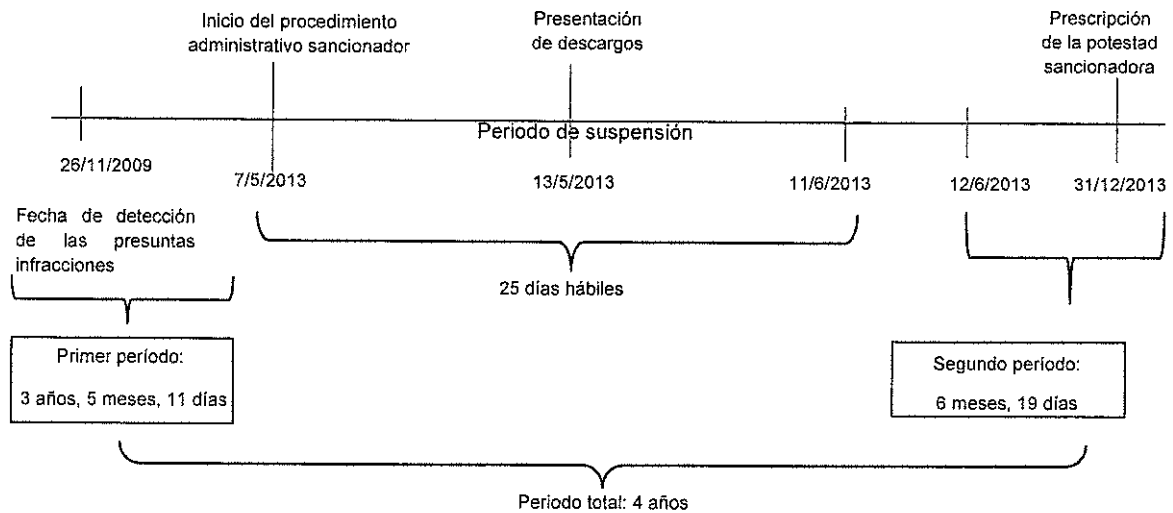 Inicio del procedimiento
administrativo sancionador
Presentación
de descargos
Prescripción
de la potestad
sancionadora
Periodo de suspensión
26/11/2009
7/5/2013
13/5/2013
11/6/2013
12/6/2013
31/12/2013
Fecha de detección
de las presuntas
infracciones
25 días hábiles
Primer período:
3 años, 5 meses, 11 días
Segundo período:
6 meses, 19 días
Período total: 4 años